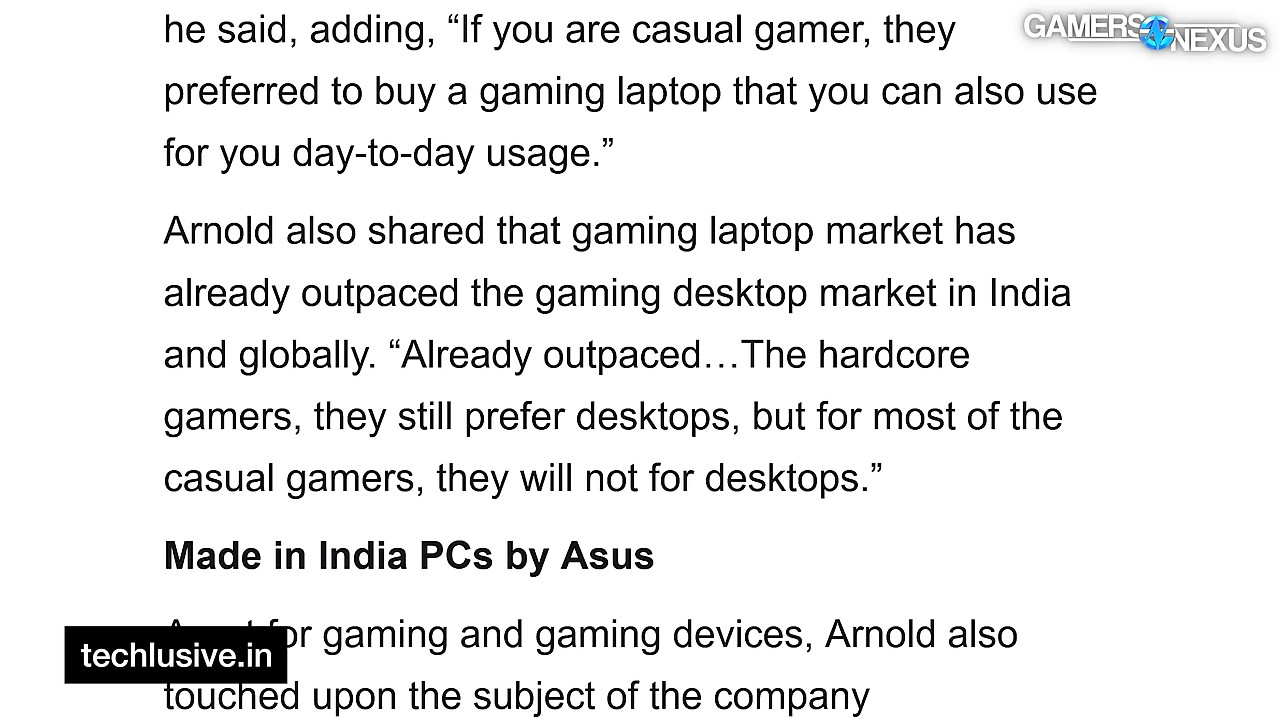 GAMERS NEXUS
he said, adding, “If you are casual gamer, they
preferred to buy a gaming laptop that you can also use
for you day-to-day usage.”
Arnold also shared that gaming laptop market has
already outpaced the gaming desktop market in India
and globally. “Already outpaced…The hardcore
gamers, they still prefer desktops, but for most of the
casual gamers, they will not for desktops.”
Made in India PCs by Asus
for gaming and gaming devices, Arnold also
techlusive.in
touched upon the subject of the company